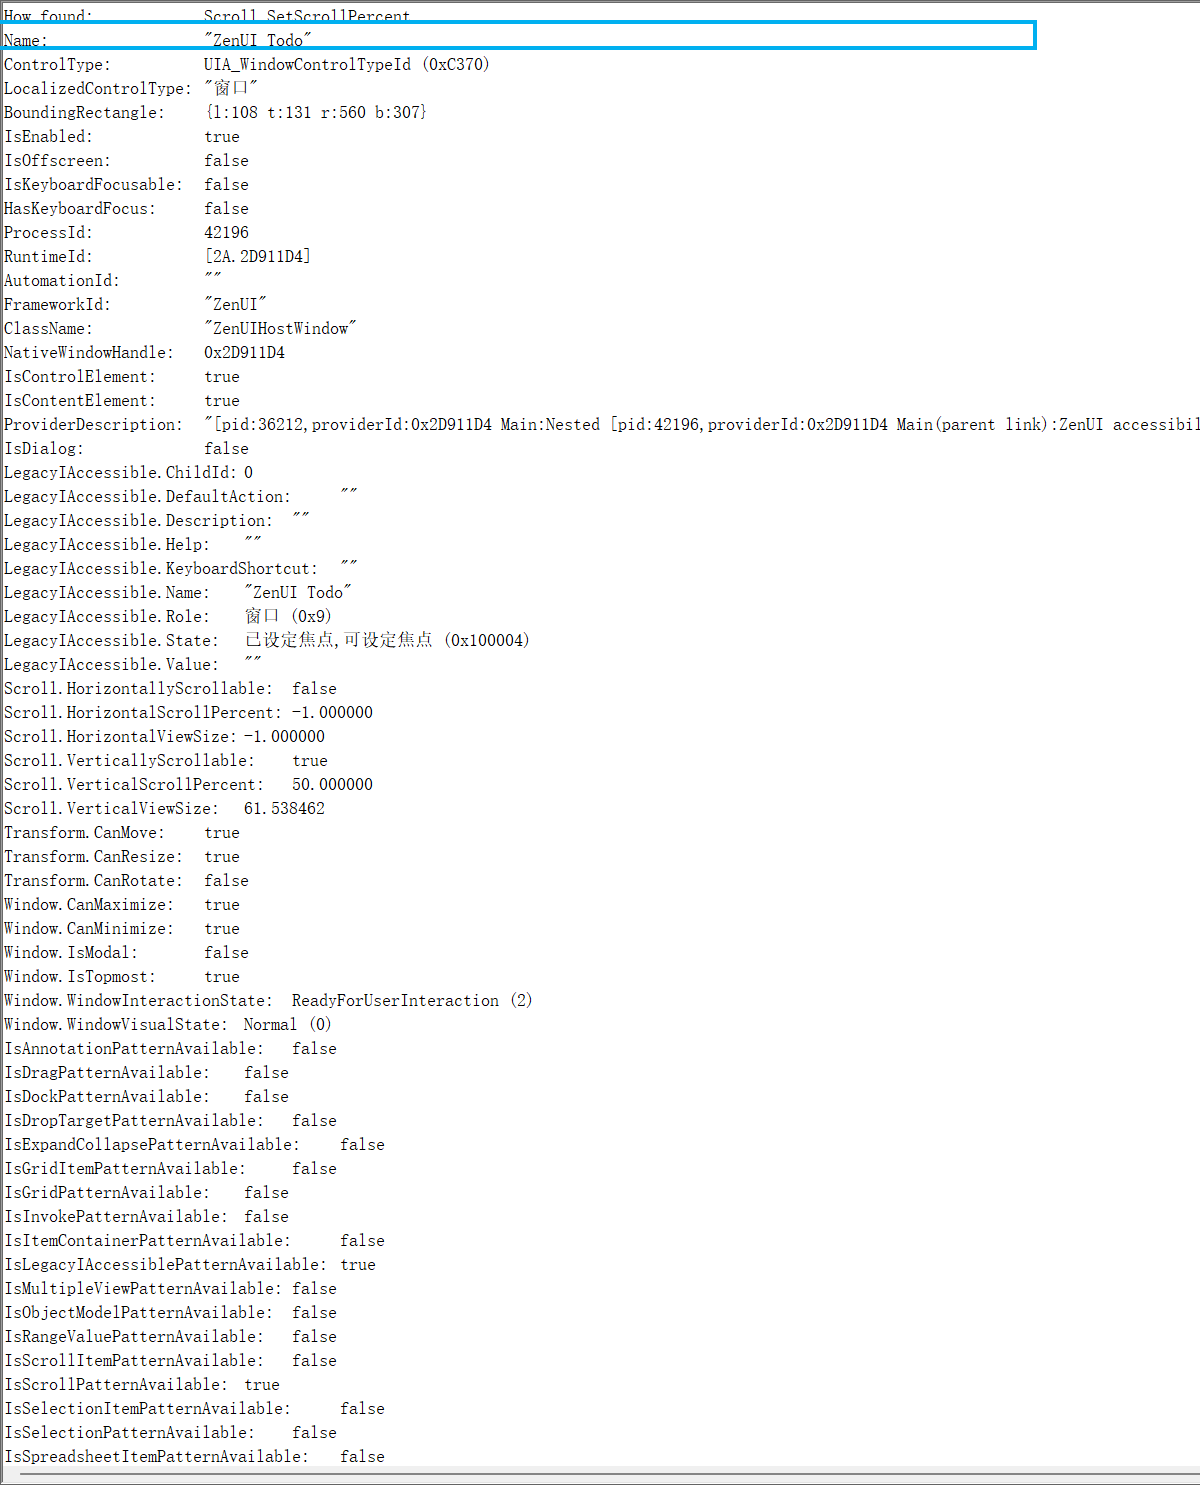 How found: Scroll.SetScrollPercent
Name: "ZenUI Todo"
ControlType: UIA_WindowControlTypeId (0xC370)
LocalizedControlType: "窗口"
BoundingRectangle: {l:108 t:131 r:560 b:307}
IsEnabled: true
IsOffscreen: false
IsKeyboardFocusable: false
HasKeyboardFocus: false
ProcessId: 42196
RuntimeId: [2A.2D911D4]
AutomationId: ""
FrameworkId: "ZenUI"
ClassName: "ZenUIHostWindow"
NativeWindowHandle: 0x2D911D4
IsControlElement: true
IsContentElement: true
ProviderDescription: "[pid:36212,providerId:0x2D911D4 Main:Nested [pid:42196,providerId:0x2D911D4 Main(parent link):ZenUI accessibil
IsDialog: false
LegacyIAccessible.ChildId: 0
LegacyIAccessible.DefaultAction: ""
LegacyIAccessible.Description: ""
LegacyIAccessible.Help: ""
LegacyIAccessible.KeyboardShortcut: ""
LegacyIAccessible.Name: "ZenUI Todo"
LegacyIAccessible.Role: 窗口 (0x9)
LegacyIAccessible.State: 已设定焦点,可设定焦点 (0x100004)
LegacyIAccessible.Value: ""
Scroll.HorizontallyScrollable: false
Scroll.HorizontalScrollPercent: -1.000000
Scroll.HorizontalViewSize: -1.000000
Scroll.VerticallyScrollable: true
Scroll.VerticalScrollPercent: 50.000000
Scroll.VerticalViewSize: 61.538462
Transform.CanMove: true
Transform.CanResize: true
Transform.CanRotate: false
Window.CanMaximize: true
Window.CanMinimize: true
Window.IsModal: false
Window.IsTopmost: true
Window.WindowInteractionState: ReadyForUserInteraction (2)
Window.WindowVisualState: Normal (0)
IsAnnotationPatternAvailable: false
IsDragPatternAvailable: false
IsDockPatternAvailable: false
IsDropTargetPatternAvailable: false
IsExpandCollapsePatternAvailable: false
IsGridItemPatternAvailable: false
IsGridPatternAvailable: false
IsInvokePatternAvailable: false
IsItemContainerPatternAvailable: false
IsLegacyIAccessiblePatternAvailable: true
IsMultipleViewPatternAvailable: false
IsObjectModelPatternAvailable: false
IsRangeValuePatternAvailable: false
IsScrollItemPatternAvailable: false
IsScrollPatternAvailable: true
IsSelectionItemPatternAvailable: false
IsSelectionPatternAvailable: false
IsSpreadsheetItemPatternAvailable: false